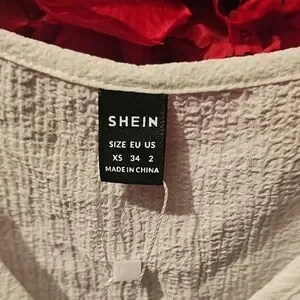 SHEIN
SIZE EU US
XS 34 2
MADE IN CHINA